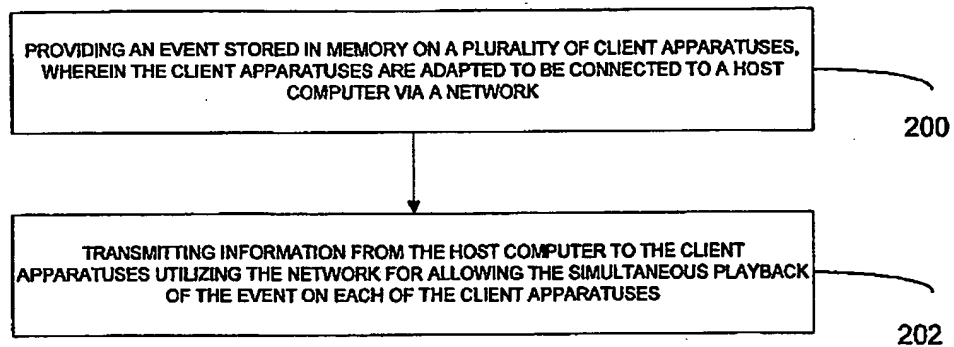 PROVIDING AN EVENT STORED IN MEMORY ON A PLURALITY OF CLIENT APPARATUSES,
WHEREIN THE CLIENT APPARATUSES ARE ADAPTED TO BE CONNECTED TO A HOST
COMPUTER VIA A NETWORK
200
TRANSMITTING INFORMATION FROM THE HOST COMPUTER TO THE CLIENT
APPARATUSES UTILIZING THE NETWORK FOR ALLOWING THE SIMULTANEOUS PLAYBACK
OF THE EVENT ON EACH OF THE CLIENT APPARATUSES
202